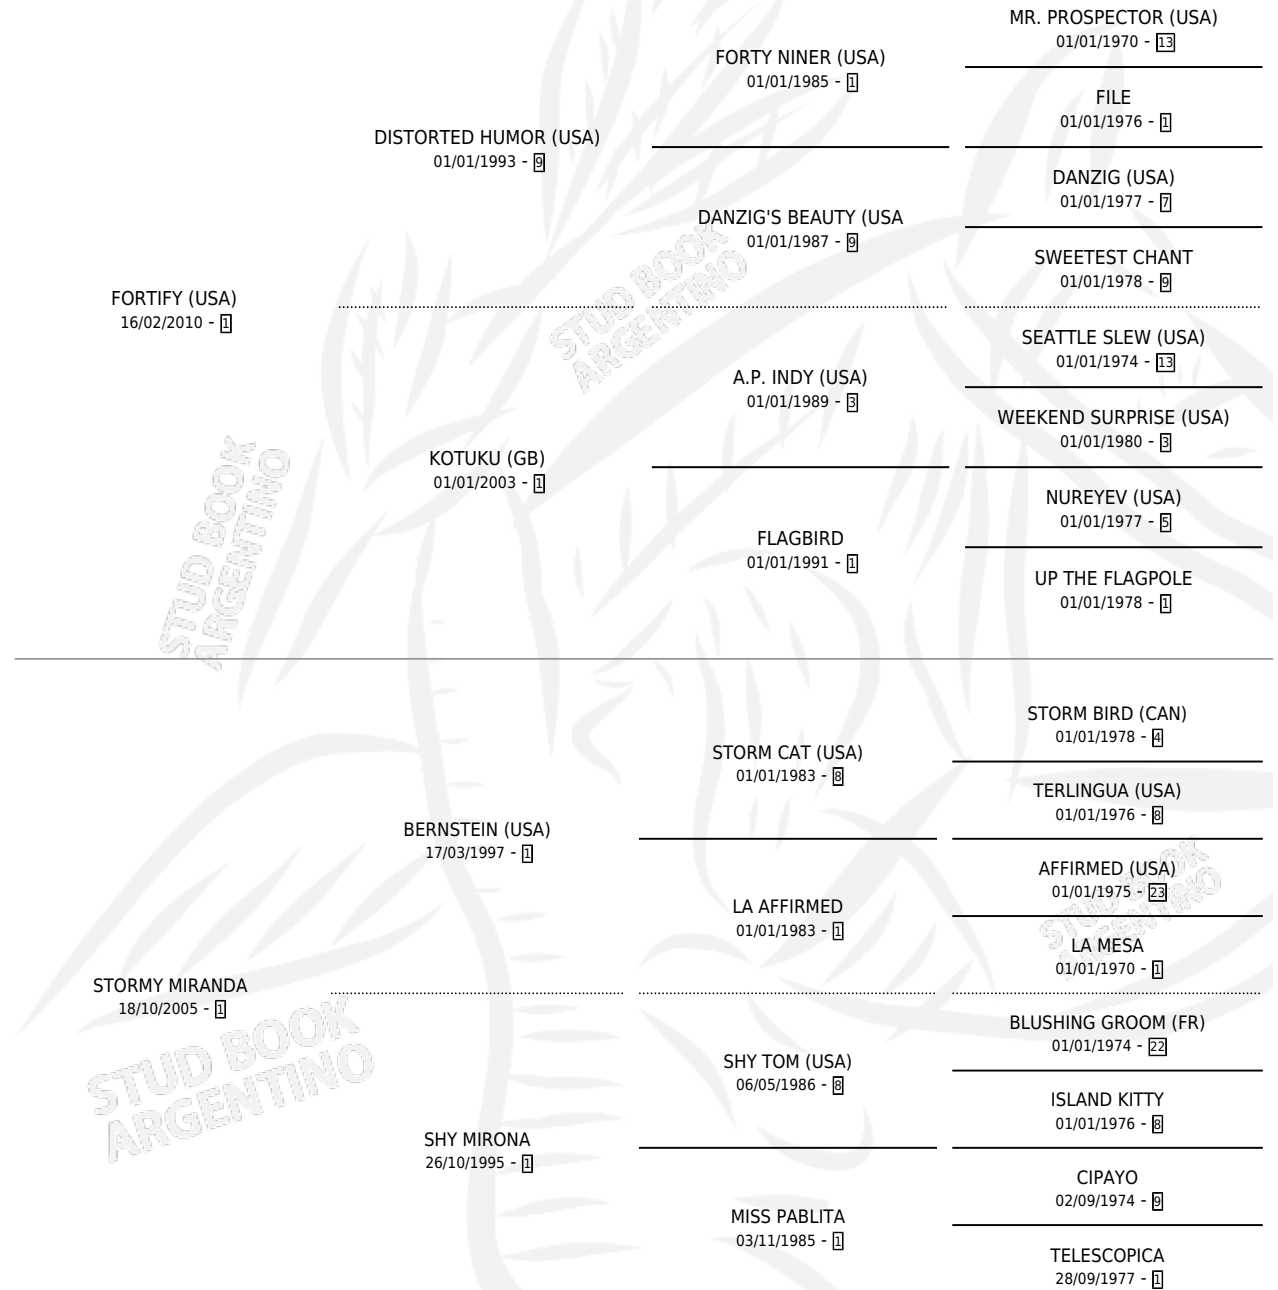 MR. PROSPECTOR (USA)
01/01/1970 - 13
FORTY NINER (USA)
01/01/1985 - 1
FILE
01/01/1976 - 1
DISTORTED HUMOR (USA)
01/01/1993 - 9
DANZIG (USA)
01/01/1977 - 7
DANZIG'S BEAUTY (USA
01/01/1987 - 9
SWEETEST CHANT
01/01/1978 - 9
FORTIFY (USA)
16/02/2010 - 1
SEATTLE SLEW (USA)
01/01/1974 - 13
A.P. INDY (USA)
01/01/1989 - 3
WEEKEND SURPRISE (USA)
01/01/1980 - 3
KOTUKU (GB)
01/01/2003 - 1
NUREYEV (USA)
01/01/1977 - 5
FLAGBIRD
01/01/1991 - 1
UP THE FLAGPOLE
01/01/1978 - 1
STORM BIRD (CAN)
01/01/1978 - 4
STORM CAT (USA)
01/01/1983 - 8
TERLINGUA (USA)
01/01/1976 - 8
BERNSTEIN (USA)
17/03/1997 - 1
AFFIRMED (USA)
01/01/1975 - 23
LA AFFIRMED
01/01/1983 - 1
LA MESA
01/01/1970 - 1
STORMY MIRANDA
18/10/2005 - 1
BLUSHING GROOM (FR)
01/01/1974 - 22
SHY TOM (USA)
06/05/1986 - 8
ISLAND KITTY
01/01/1976 - 8
SHY MIRONA
26/10/1995 - 1
CIPAYO
02/09/1974 - 9
MISS PABLITA
03/11/1985 - 1
TELESCOPICA
28/09/1977 - 1
STUD BOOK
ARGENTINO
STUD BOOK
ARGENTINO
STUD BOOK
ARGENTINO
STUD BOOK
ARGENTINO